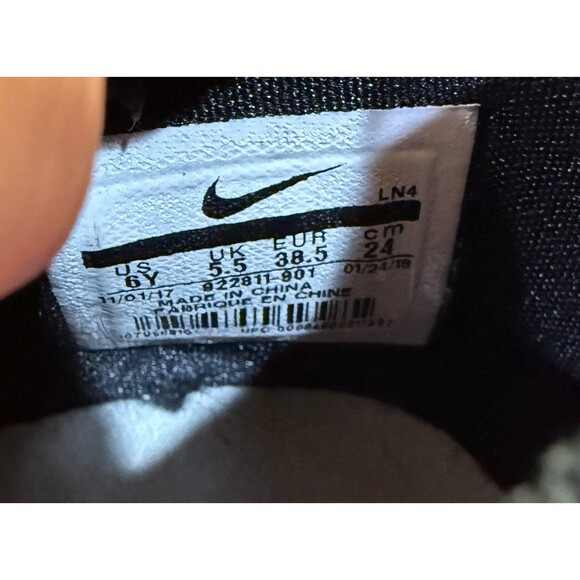 LN4
US UK EUR cm
6Y 5.5 38.5 24
922811-901
11/01/17 01/24/18
MADE IN CHINA
FABRIQUE EN CHINE